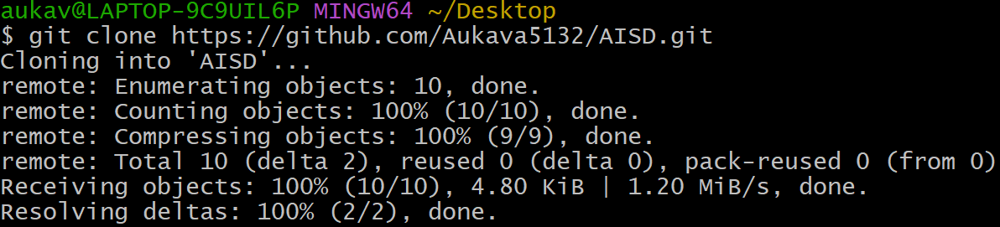 aukav@LAPTOP-9C9UIL6P MINGW64 ~/Desktop
$ git clone https://github.com/Aukava5132/AISD.git
Cloning into 'AISD'...
remote: Enumerating objects: 10, done.
remote: Counting objects: 100% (10/10), done.
remote: Compressing objects: 100% (9/9), done.
remote: Total 10 (delta 2), reused 0 (delta 0), pack-reused 0 (from 0)
Receiving objects: 100% (10/10), 4.80 KiB | 1.20 MiB/s, done.
Resolving deltas: 100% (2/2), done.